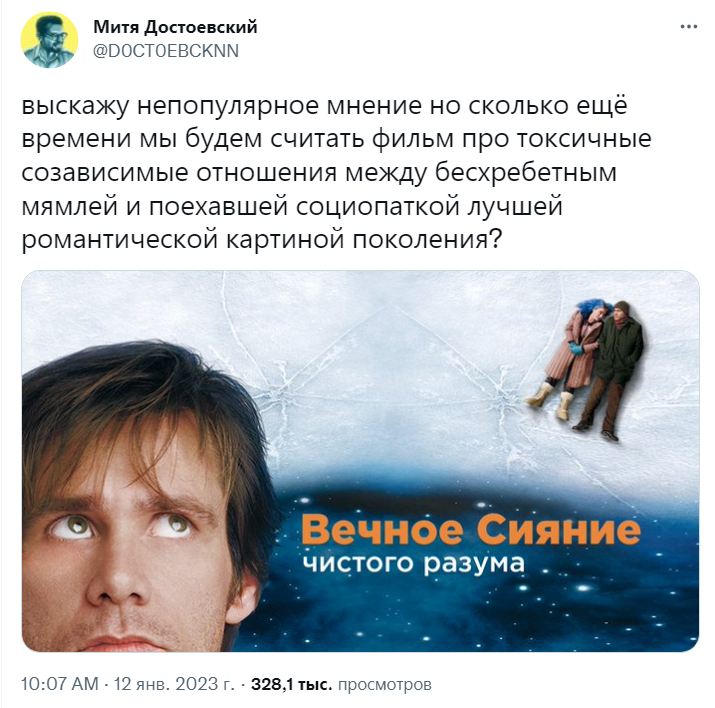 Митя Достоевский
@DOCTOEBCKNN
выскажу непопулярное мнение но сколько ещё
времени мы будем считать фильм про токсичные
созависимые отношения между бесхребетным
мямлей и поехавшей социопаткой лучшей
романтической картиной поколения?
Вечное Сияние
чистого разума
10:07 AM · 12 янв. 2023 г. · 328,1 тыс. просмотров